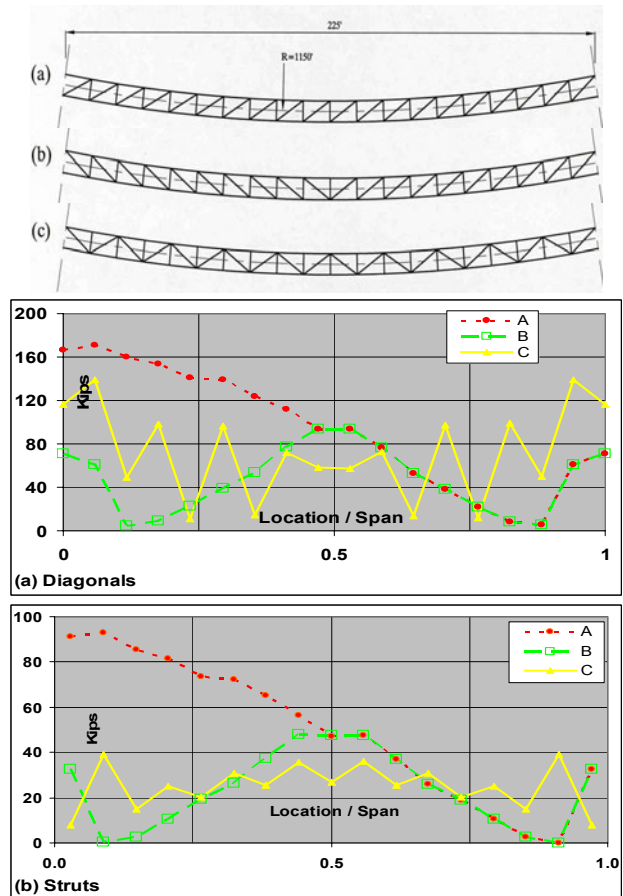 225'
R=1150'
(a)
(b)
(c)
200
160
120
80
40
0
Kips
A
B
C
Location / Span
0
0.5
1
(a) Diagonals
100
80
60
40
20
0
Kips
A
B
C
Location / Span
0.0
0.5
1.0
(b) Struts